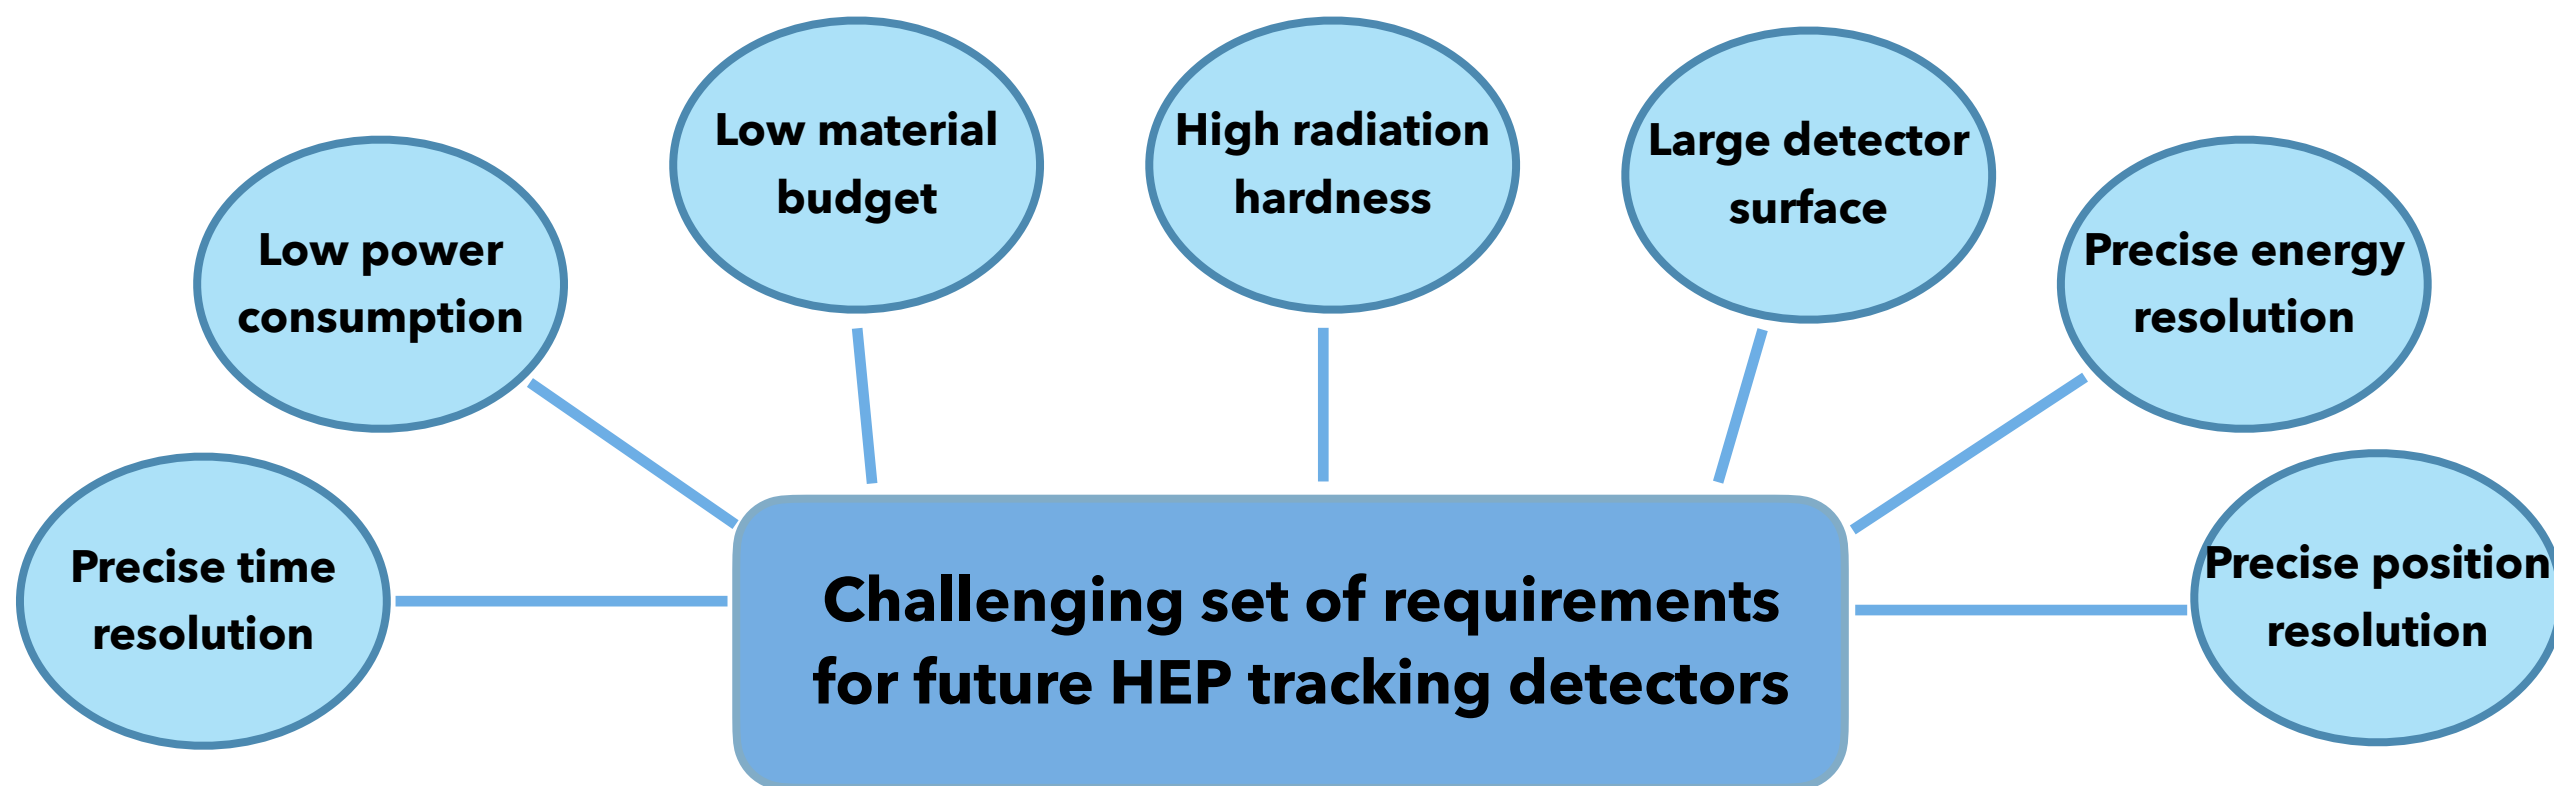 Low material
budget
High radiation
hardness
Large detector
surface
Low power
consumption
Precise energy
resolution
Precise time
resolution
Precise position
resolution
Challenging set of requirements
for future HEP tracking detectors